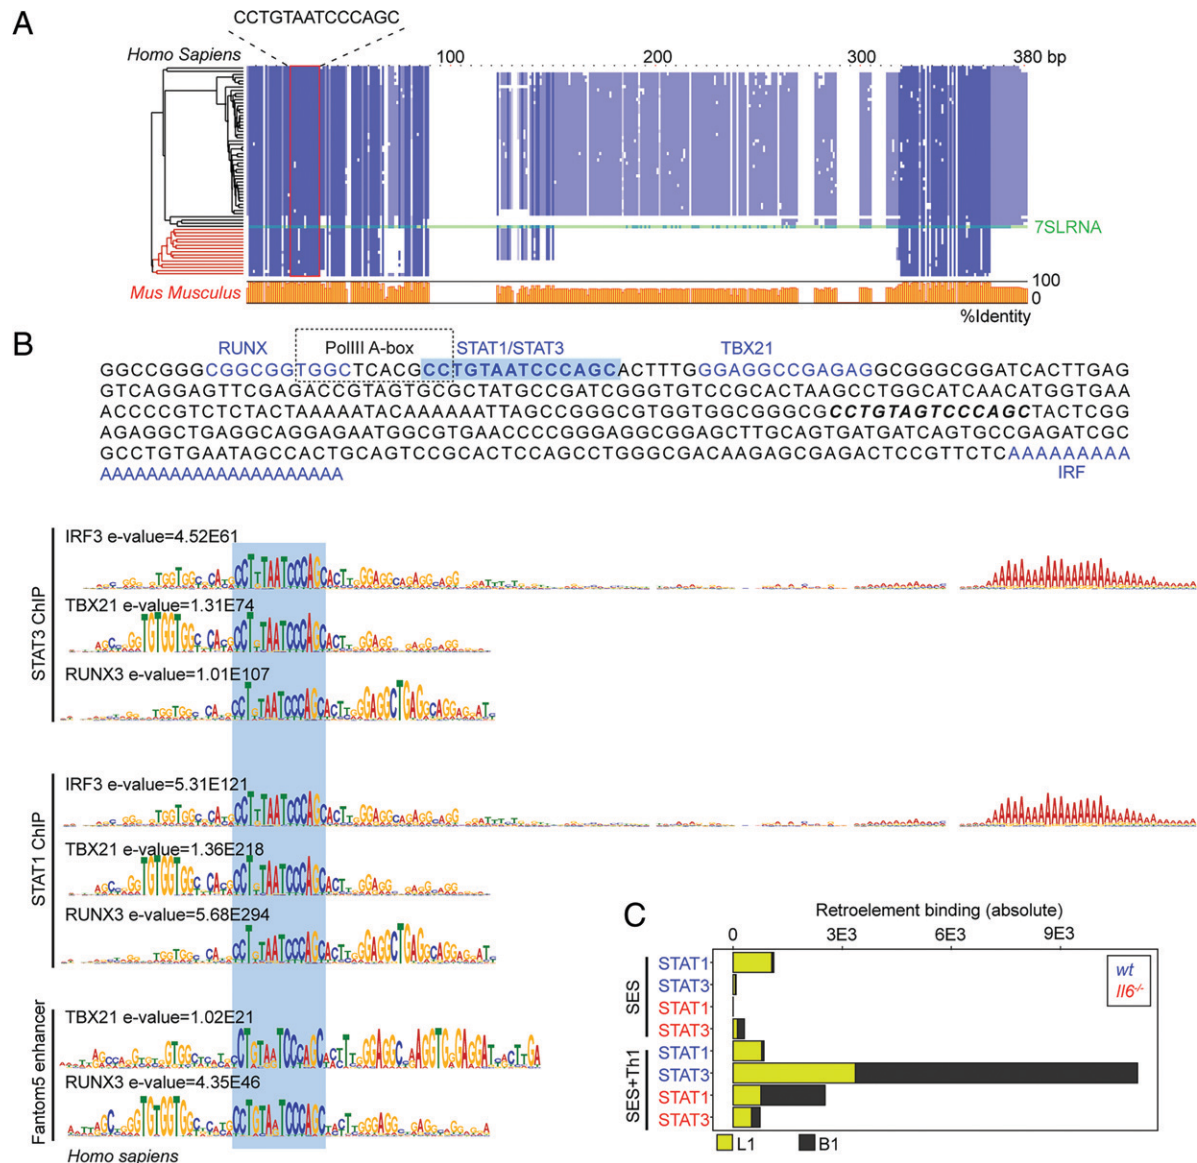 A
CCTGTAATCCCAGC
Homo Sapiens
100 200 300 380 bp
7SLRNA
Mus Musculus
100
0
%Identity
B
RUNX PolIII A-box STAT1/STAT3 TBX21
GGCCGGGCGGCGGTGGCTCACGCCTGTAATCCCAGCACTTTGGGAGGCCGAGAGGCGGGCGGATCACTTGAG
GTCAGGAGTTCGAGACCGTAGTGCGCTATGCCGATCGGGTGTCCGCACTAAGCCTGGCATCAACATGGTGAA
ACCCCGTCTCTACTAAAAATACAAAAAATTAGCCGGGCGTGGTGGCGGGCGCCTGTAGTCCCAGCTACTCGG
AGAGGCTGAGGCAGGAGAATGGCGTGAACCCCGGGAGGCGGAGCTTGCAGTGATGATCAGTGCCGAGATCGC
GCCTGTGAATAGCCACTGCAGTCCGCACTCCAGCCTGGGCGACAAGAGCGAGACTCCGTTCTCAAAAAAAAA
AAAAAAAAAAAAAAAAAAAAA
IRF
STAT3 ChIP
IRF3 e-value=4.52E61
TBX21 e-value=1.31E74
RUNX3 e-value=1.01E107
STAT1 ChIP
IRF3 e-value=5.31E121
TBX21 e-value=1.36E218
RUNX3 e-value=5.68E294
Fantom5 enhancer
TBX21 e-value=1.02E21
RUNX3 e-value=4.35E46
Homo sapiens
C
Retroelement binding (absolute)
0 3E3 9E3
wt
Il6-/-
SES
STAT1
STAT3
STAT1
STAT3
SES+Th1
STAT1
STAT3
STAT1
STAT3
L1 B1